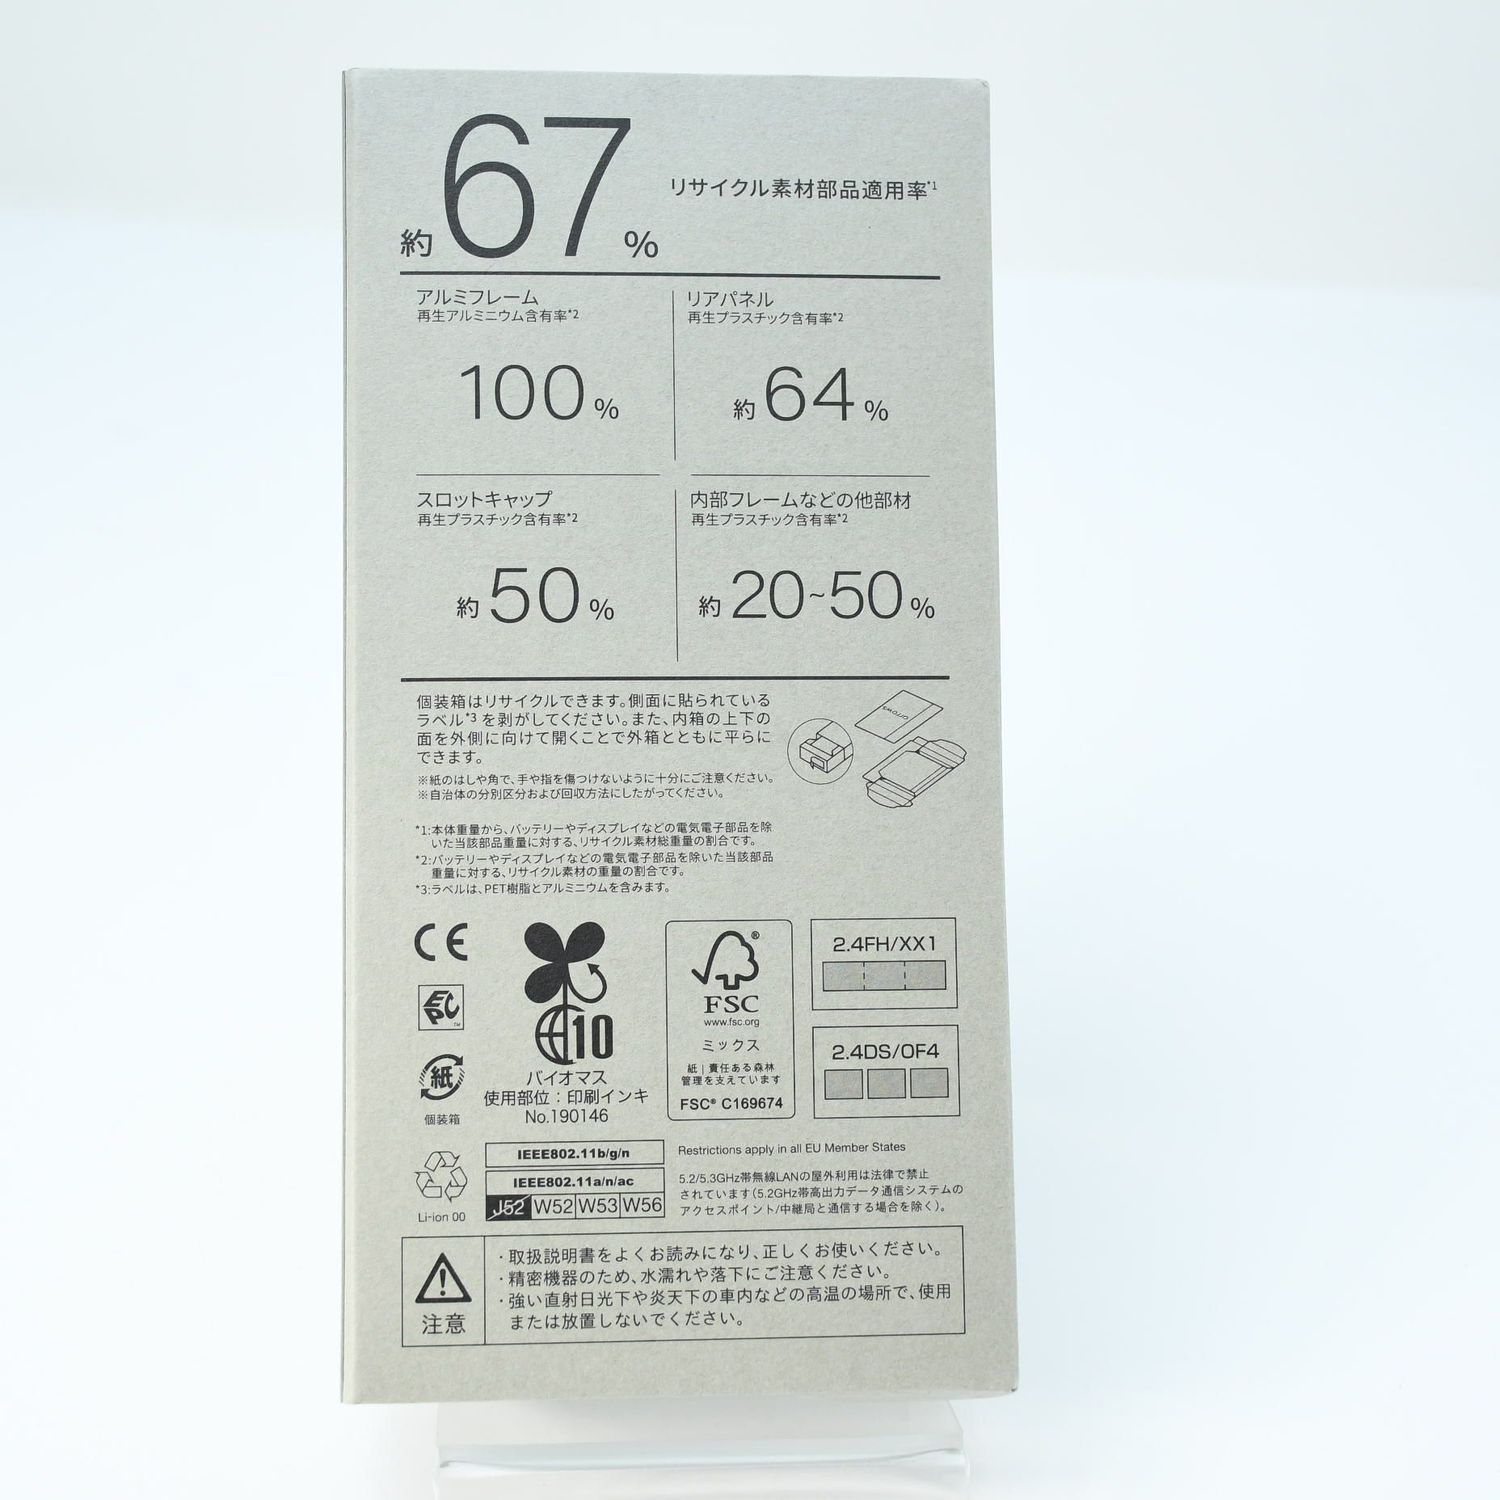 約67%
リサイクル素材部品適用率*1
アルミフレーム
再生アルミニウム含有率*2
100%
リアパネル
再生プラスチック含有率*2
約64%
スロットキャップ
再生プラスチック含有率*2
約50%
内部フレームなどの他部材
再生プラスチック含有率*2
約20~50%
個装箱はリサイクルできます。側面に貼られている
ラベル*3を剥がしてください。また、内箱の上下の
面を外側に向けて開くことで外箱とともに平らに
できます。
※紙のはしや角で、手や指を傷つけないように十分にご注意ください。
※自治体の分別区分および回収方法にしたがってください。
arrows
*1:本体重量から、バッテリーやディスプレイなどの電気電子部品を除
いた当該部品重量に対する、リサイクル素材総重量の割合です。
*2:バッテリーやディスプレイなどの電気電子部品を除いた当該部品
重量に対する、リサイクル素材の重量の割合です。
*3:ラベルは、PET樹脂とアルミニウムを含みます。
CE
紙
個装箱
Li-ion 00
10
バイオマス
使用部位：印刷インキ
No.190146
®
FSC
www.fsc.org
ミックス
紙 | 責任ある森林
管理を支えています
FSC® C169674
2.4FH/XX1
2.4DS/OF4
IEEE802.11b/g/n
IEEE802.11a/n/ac
J52 W52 W53 W56
Restrictions apply in all EU Member States
5.2/5.3GHz帯無線LANの屋外利用は法律で禁止
されています（5.2GHz帯高出力データ通信システムの
アクセスポイント/中継局と通信する場合を除く）。
注意
・取扱説明書をよくお読みになり、正しくお使いください。
・精密機器のため、水濡れや落下にご注意ください。
・強い直射日光下や炎天下の車内などの高温の場所で、使用
または放置しないでください。